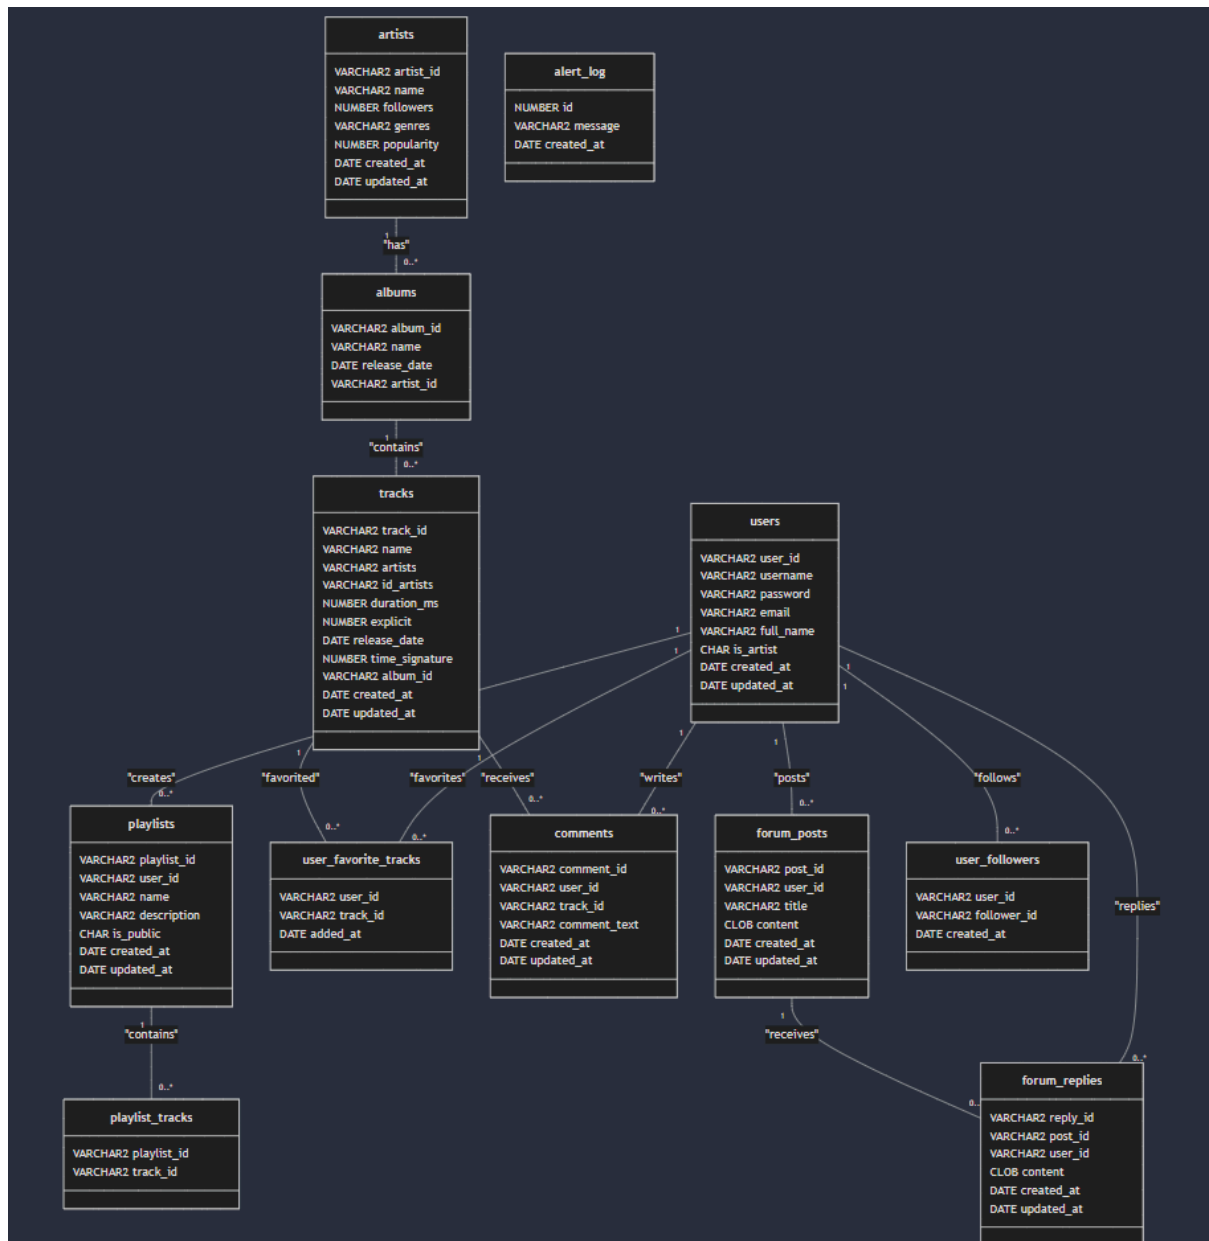 artists
VARCHAR2 artist_id
VARCHAR2 name
NUMBER followers
VARCHAR2 genres
NUMBER popularity
DATE created_at
DATE updated_at
alert_log
NUMBER id
VARCHAR2 message
DATE created_at
1
"has"
0..*
albums
VARCHAR2 album_id
VARCHAR2 name
DATE release_date
VARCHAR2 artist_id
1
"contains"
0..*
tracks
VARCHAR2 track_id
VARCHAR2 name
VARCHAR2 artists
VARCHAR2 id_artists
NUMBER duration_ms
NUMBER explicit
DATE release_date
NUMBER time_signature
VARCHAR2 album_id
DATE created_at
DATE updated_at
users
VARCHAR2 user_id
VARCHAR2 username
VARCHAR2 password
VARCHAR2 email
VARCHAR2 full_name
CHAR is_artist
DATE created_at
DATE updated_at
1
1
1
1
1
1
1
1
"creates"
"favorited"
"favorites"
"receives"
"writes"
"posts"
"follows"
0..*
0..*
0..*
0..*
0..*
0..*
0..*
playlists
VARCHAR2 playlist_id
VARCHAR2 user_id
VARCHAR2 name
VARCHAR2 description
CHAR is_public
DATE created_at
DATE updated_at
user_favorite_tracks
VARCHAR2 user_id
VARCHAR2 track_id
DATE added_at
comments
VARCHAR2 comment_id
VARCHAR2 user_id
VARCHAR2 track_id
VARCHAR2 comment_text
DATE created_at
DATE updated_at
forum_posts
VARCHAR2 post_id
VARCHAR2 user_id
VARCHAR2 title
CLOB content
DATE created_at
DATE updated_at
user_followers
VARCHAR2 user_id
VARCHAR2 follower_id
DATE created_at
"replies"
1
"contains"
0..*
1
"receives"
0..
0..*
playlist_tracks
VARCHAR2 playlist_id
VARCHAR2 track_id
forum_replies
VARCHAR2 reply_id
VARCHAR2 post_id
VARCHAR2 user_id
CLOB content
DATE created_at
DATE updated_at